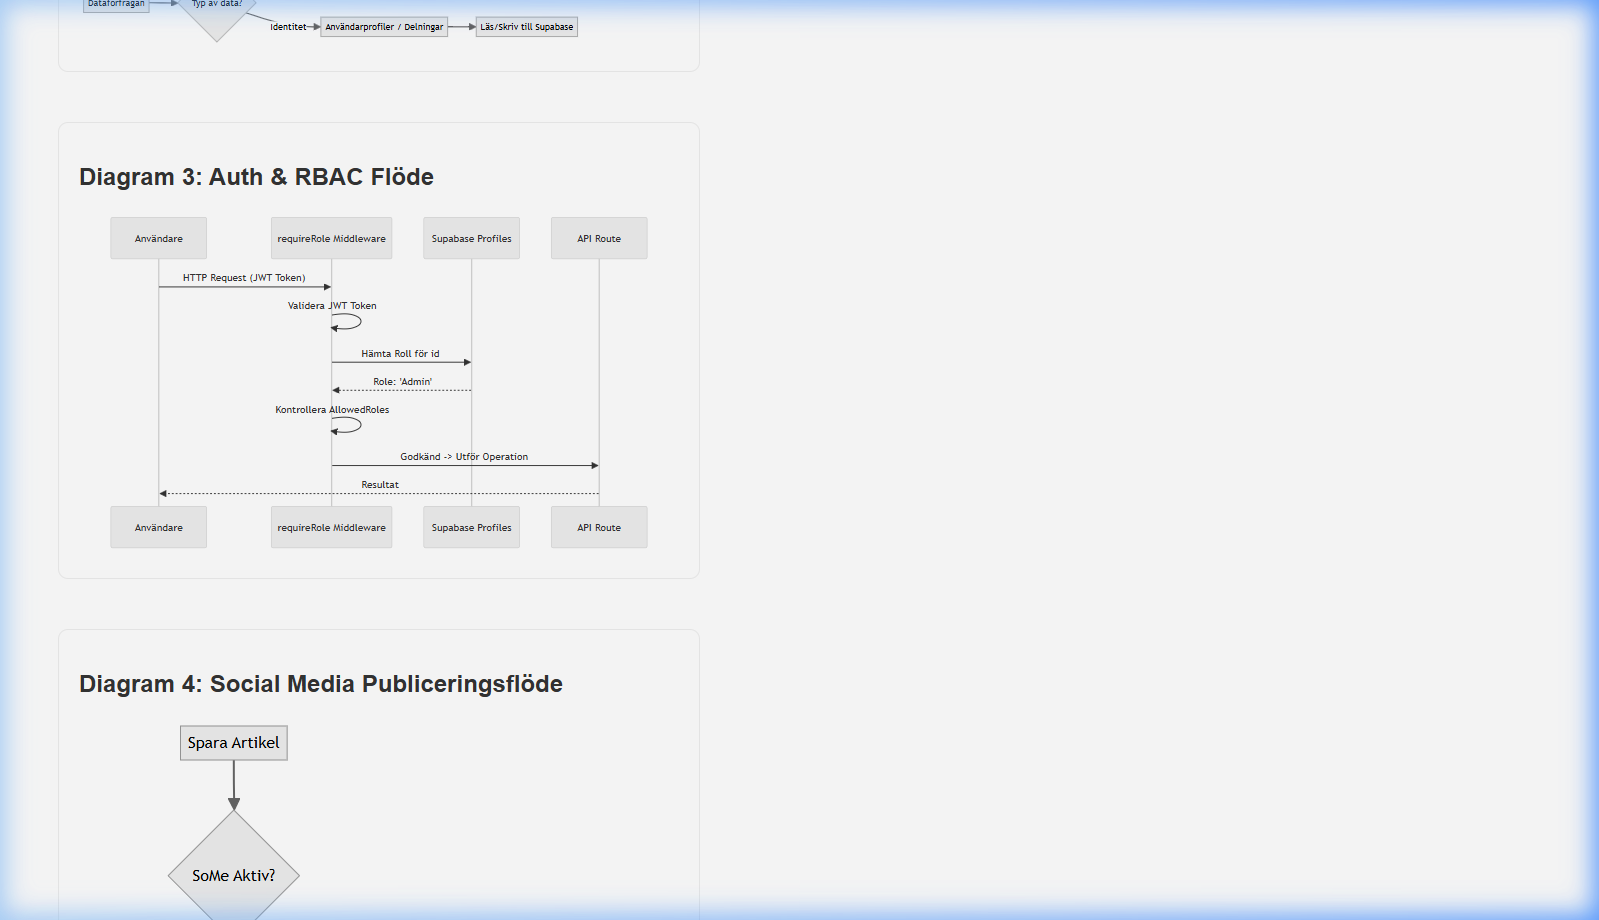 Dataförfrågan
Typ av data?
Identitet
Användarprofiler / Delningar
Läs/Skriv till Supabase
Diagram 3: Auth & RBAC Flöde
Användare
requireRole Middleware
Supabase Profiles
API Route
HTTP Request (JWT Token)
Validera JWT Token
Hämta Roll för id
Role: 'Admin'
Kontrollera AllowedRoles
Godkänd -> Utför Operation
Resultat
Användare
requireRole Middleware
Supabase Profiles
API Route
Diagram 4: Social Media Publiceringsflöde
Spara Artikel
SoMe Aktiv?